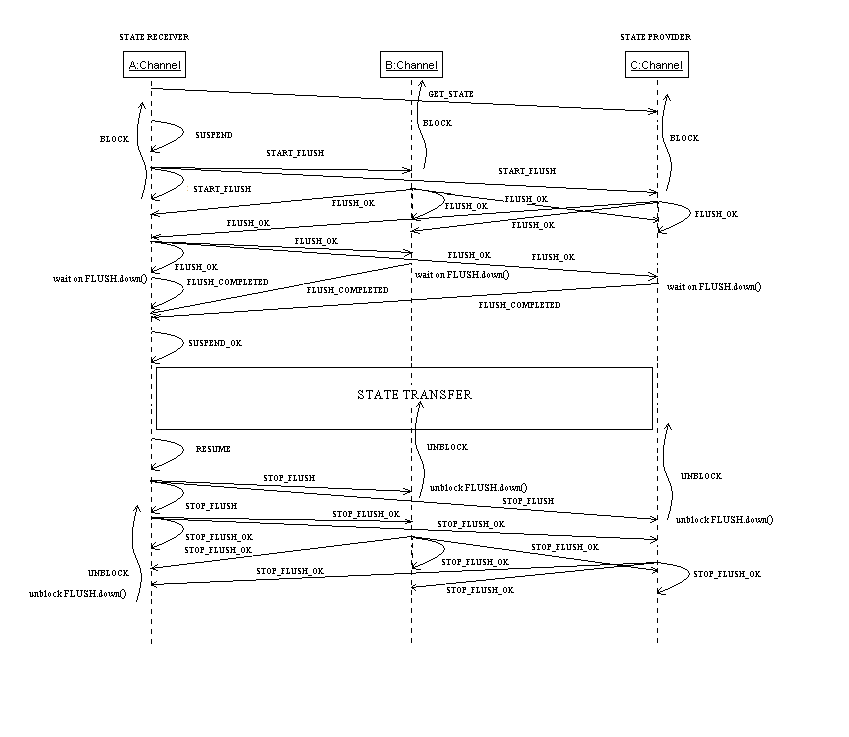 STATE RECEIVER
STATE PROVIDER
A:Channel
B:Channel
C:Channel
GET_STATE
BLOCK
SUSPEND
BLOCK
BLOCK
START_FLUSH
START_FLUSH
START_FLUSH
FLUSH_OK
FLUSH_OK
FLUSH_OK
FLUSH_OK
FLUSH_OK
FLUSH_OK
FLUSH_OK
FLUSH_OK
FLUSH_OK
FLUSH_OK
wait on FLUSH.down()
FLUSH_COMPLETED
wait on FLUSH.down()
FLUSH_COMPLETED
wait on FLUSH.down()
FLUSH_COMPLETED
SUSPEND_OK
STATE TRANSFER
RESUME
UNBLOCK
UNBLOCK
STOP_FLUSH
unblock FLUSH.down()
STOP_FLUSH
STOP_FLUSH
STOP_FLUSH_OK
unblock FLUSH.down()
STOP_FLUSH_OK
STOP_FLUSH_OK
STOP_FLUSH_OK
STOP_FLUSH_OK
STOP_FLUSH_OK
UNBLOCK
STOP_FLUSH_OK
STOP_FLUSH_OK
unblock FLUSH.down()
STOP_FLUSH_OK